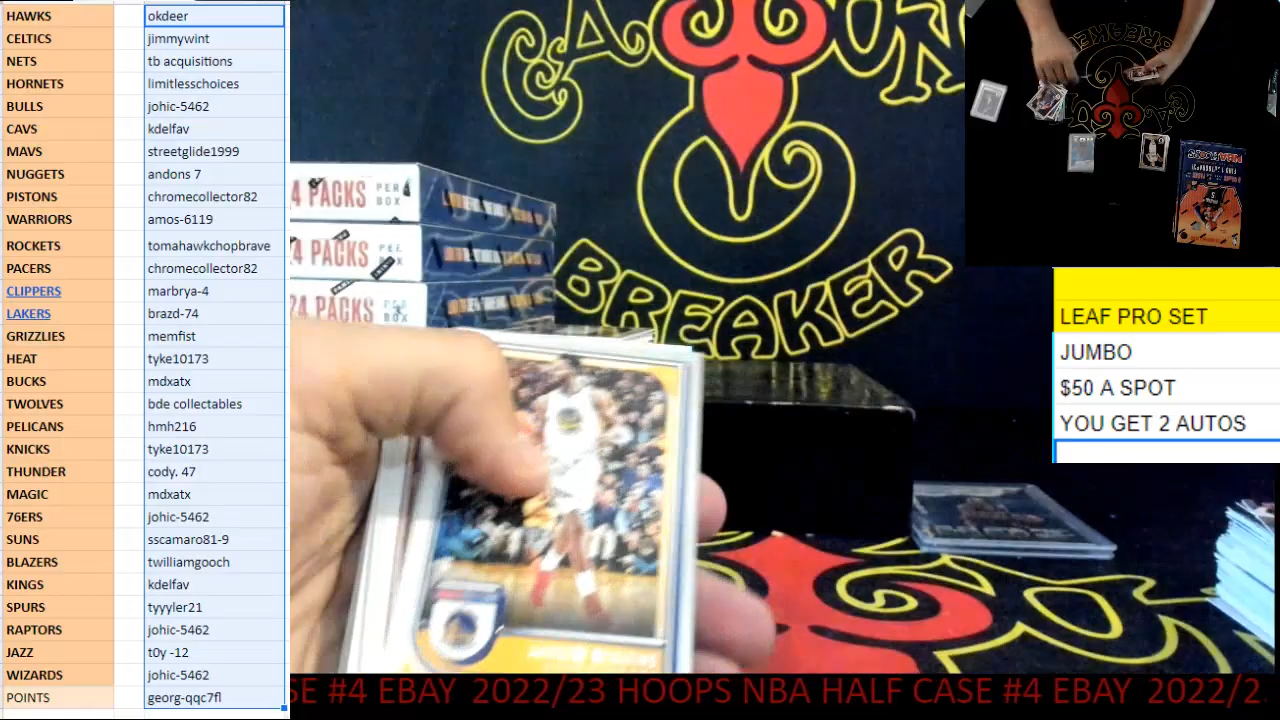 HAWKS okdeer
CELTICS jimmywint
NETS tb acquisitions
HORNETS limitlesschoices
BULLS johic-5462
CAVS kdelfav
MAVS streetglide1999
NUGGETS andons 7
PISTONS chromecollector82
WARRIORS amos-6119
ROCKETS tomahawkchopbrave
PACERS chromecollector82
CLIPPERS marbrya-4
LAKERS brazd-74
GRIZZLIES memfist
HEAT tyke10173
BUCKS mdxatx
TWOLVES bde collectables
PELICANS hmh216
KNICKS tyke10173
THUNDER cody. 47
MAGIC mdxatx
76ERS johic-5462
SUNS sscamaro81-9
BLAZERS twilliamgooch
KINGS kdelfav
SPURS tyyyler21
RAPTORS johic-5462
JAZZ t0y -12
WIZARDS johic-5462
POINTS georg-qqc7fl
BREAKER
4 PACKS PER BOX
4 PACKS PER BOX
24 PACKS PER BOX
LEAF PRO SET
JUMBO
$50 A SPOT
YOU GET 2 AUTOS
SE #4 EBAY 2022/23 HOOPS NBA HALF CASE #4 EBAY 2022/2